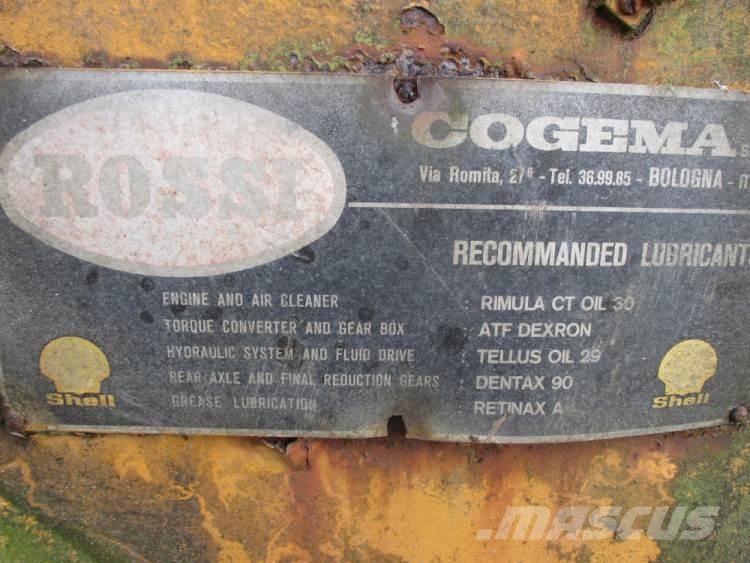 ROSSI
COGEMA
Via Romita, 27⁶ - Tel. 36.99.85 - BOLOGNA -
RECOMMANDED LUBRICANT
ENGINE AND AIR CLEANER : RIMULA CT OIL 30
TORQUE CONVERTER AND GEAR BOX : ATF DEXRON
HYDRAULIC SYSTEM AND FLUID DRIVE : TELLUS OIL 29
REAR AXLE AND FINAL REDUCTION GEARS : DENTAX 90
GREASE LUBRICATION : RETINAX A
Shell
Shell
mascus